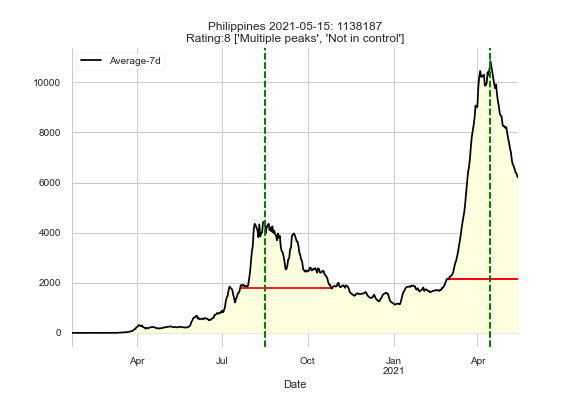 Philippines 2021-05-15: 1138187
Rating:8 ['Multiple peaks', 'Not in control']
Average-7d
10000
8000
6000
4000
2000
0
Apr
Jul
Oct
Jan
2021
Apr
Date